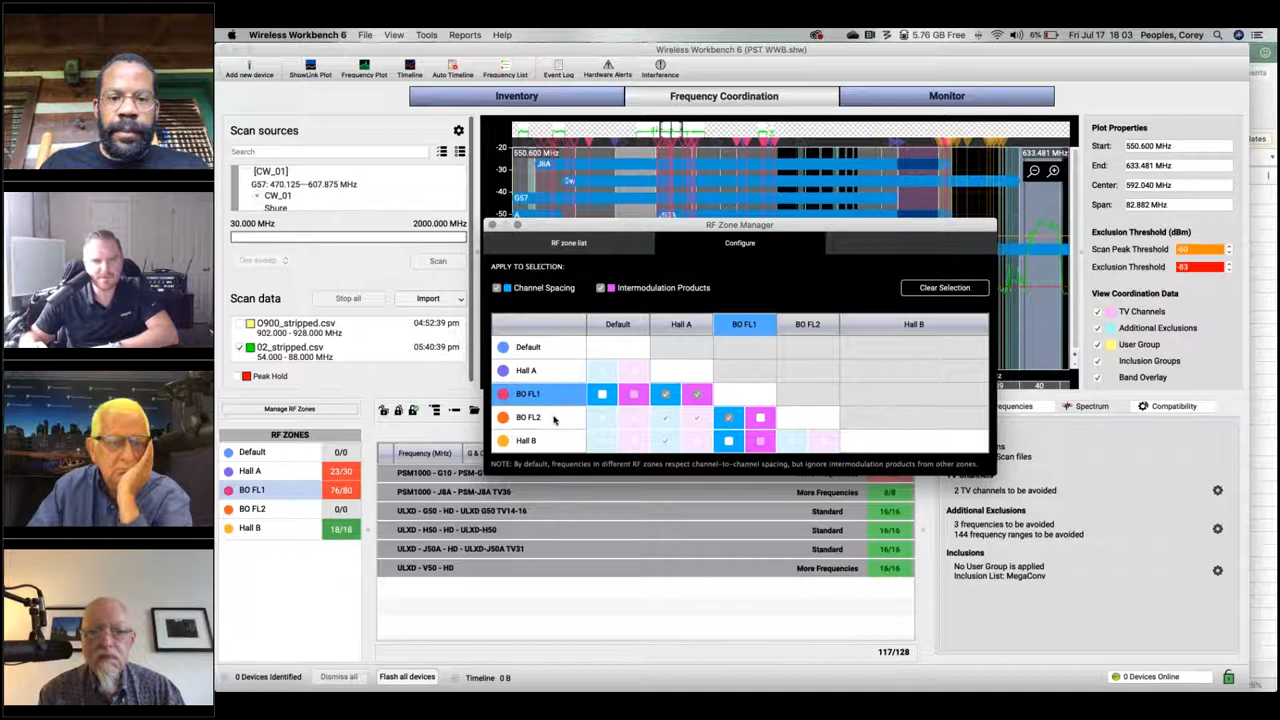 Wireless Workbench 6 File View Tools Reports Help 5.76 GB Free 6% Fri Jul 17 18 03 Peoples, Corey
Wireless Workbench 6 (PST WWB.shw)
Add new device ShowLink Plot Frequency Plot Timeline Auto Timeline Frequency List Event Log Hardware Alerts Interference
Inventory Frequency Coordination Monitor
Scan sources
Search
[CW_01]
G57: 470.125—607.875 MHz
CW_01
Shure
30.000 MHz 2000.000 MHz
One sweep Scan
Scan data Stop all Import
O900_stripped.csv 04:52:39 pm
902.000 - 928.000 MHz
02_stripped.csv 05:40:39 pm
54.000 - 88.000 MHz
Peak Hold
Manage RF Zones
RF ZONES
Default 0/0
Hall A 23/30
BO FL1 76/80
BO FL2 0/0
Hall B 18/18
-20
-30
-40
-50
550.600 MHz 633.481 MHz
J8A
G57
RF Zone Manager
RF zone list Configure
APPLY TO SELECTION:
Channel Spacing Intermodulation Products Clear Selection
Default Hall A BO FL1 BO FL2 Hall B
Default
Hall A
BO FL1
BO FL2
Hall B
NOTE: By default, frequencies in different RF zones respect channel-to-channel spacing, but ignore intermodulation products from other zones.
Frequency (MHz)
PSM1000 - G10 - PSM-G
PSM1000 - J8A - PSM-J8A TV36 More Frequencies 8/8
ULXD - G50 - HD - ULXD G50 TV14-16 Standard 16/16
ULXD - H50 - HD - ULXD-H50 Standard 16/16
ULXD - J50A - HD - ULXD-J50A TV31 Standard 16/16
ULXD - V50 - HD More Frequencies 16/16
117/128
Plot Properties
Start: 550.600 MHz
End: 633.481 MHz
Center: 592.040 MHz
Span: 82.882 MHz
Exclusion Threshold (dBm)
Scan Peak Threshold -60
Exclusion Threshold -83
View Coordination Data
TV Channels
Additional Exclusions
User Group
Inclusion Groups
Band Overlay
40
Spectrum Compatibility
Scan files
2 TV channels to be avoided
Additional Exclusions
3 frequencies to be avoided
144 frequency ranges to be avoided
Inclusions
No User Group is applied
Inclusion List: MegaConv
0 Devices Identified Dismiss all Flash all devices Timeline 0 B 0 Devices Online